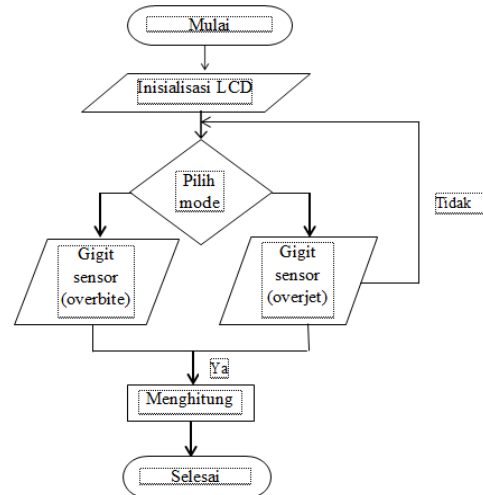 Mulai
Inisialisasi LCD
Pilih
mode
Tidak
Gigit
sensor
(overbite)
Gigit
sensor
(overjet)
Ya
Menghitung
Selesai